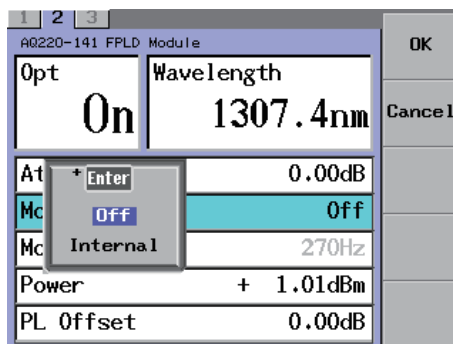 1 2 3
AQ220-141 FPLD Module
OK
Opt
Wavelength
On
1307.4nm
Cancel
At
0.00dB
+ Enter
Off
Internal
Mo
Off
Mo
270Hz
Power + 1.01dBm
PL Offset 0.00dB